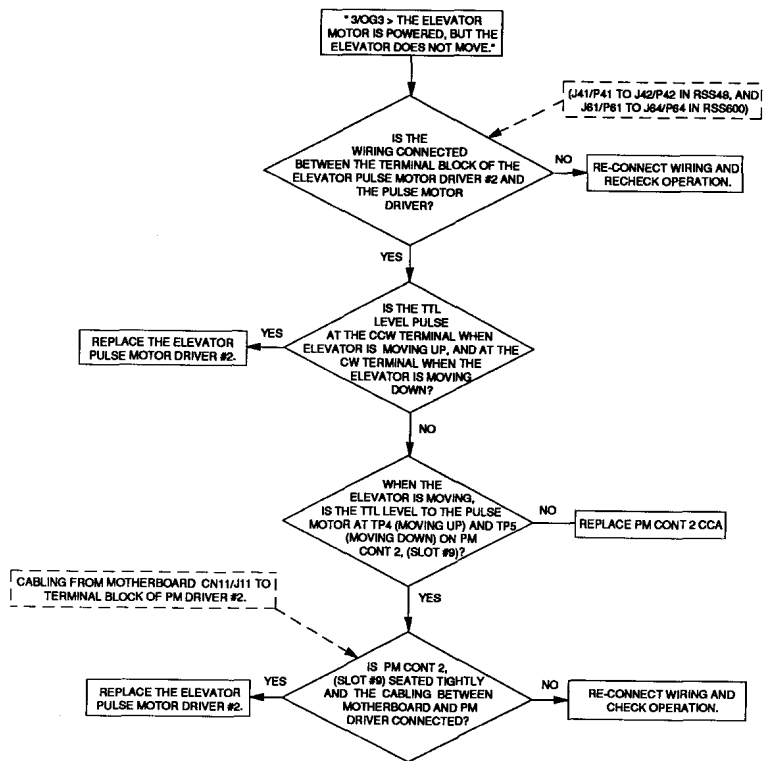 " 3/OG3 > THE ELEVATOR
MOTOR IS POWERED, BUT THE
ELEVATOR DOES NOT MOVE."
(J41/P41 TO J42/P42 IN RSS48, AND
J61/P61 TO J64/P64 IN RSS600)
IS THE
WIRING CONNECTED
BETWEEN THE TERMINAL BLOCK OF THE
ELEVATOR PULSE MOTOR DRIVER #2 AND
THE PULSE MOTOR
DRIVER?
NO
RE-CONNECT WIRING AND
RECHECK OPERATION.
YES
IS THE TTL
LEVEL PULSE
AT THE CCW TERMINAL WHEN
ELEVATOR IS MOVING UP, AND AT THE
CW TERMINAL WHEN THE
ELEVATOR IS MOVING
DOWN?
YES
REPLACE THE ELEVATOR
PULSE MOTOR DRIVER #2.
NO
WHEN THE
ELEVATOR IS MOVING,
IS THE TTL LEVEL TO THE PULSE
MOTOR AT TP4 (MOVING UP) AND TP5
(MOVING DOWN) ON PM
CONT 2, (SLOT #9)?
NO
REPLACE PM CONT 2 CCA
CABLING FROM MOTHERBOARD CN11/J11 TO
TERMINAL BLOCK OF PM DRIVER #2.
YES
IS PM CONT 2,
(SLOT #9) SEATED TIGHTLY
AND THE CABLING BETWEEN
MOTHERBOARD AND PM
DRIVER CONNECTED?
YES
REPLACE THE ELEVATOR
PULSE MOTOR DRIVER #2.
NO
RE-CONNECT WIRING AND
CHECK OPERATION.